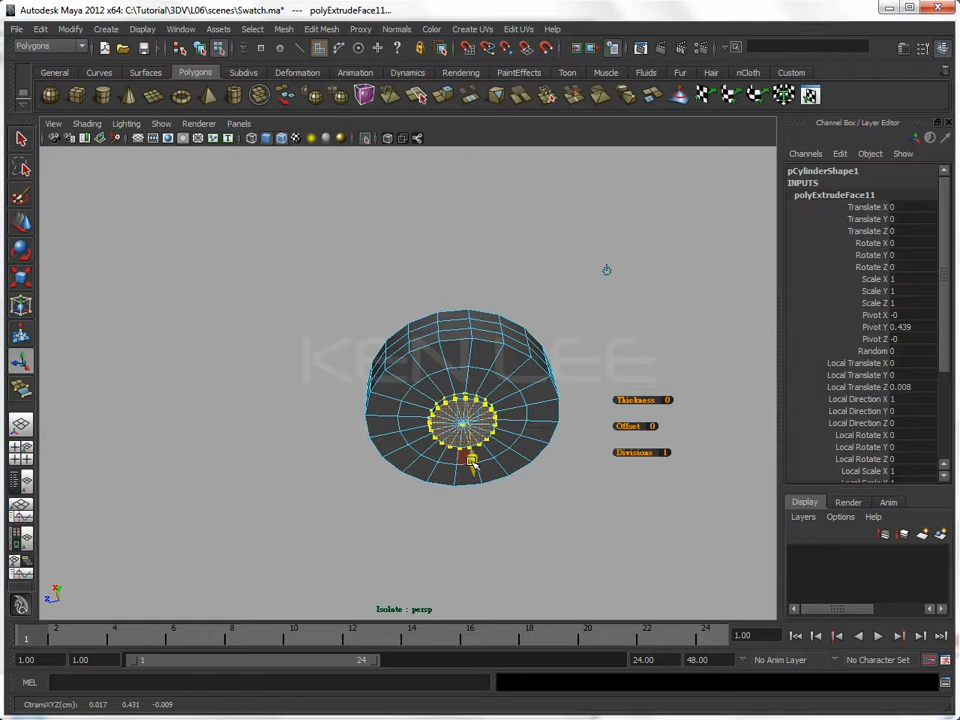 Autodesk Maya 2012 x64: C:\Tutorial\3DV\L06\scenes\Swatch.ma* --- polyExtrudeFace11...
File Edit Modify Create Display Window Assets Select Mesh Edit Mesh Proxy Normals Color Create UVs Edit UVs Help
Polygons
General Curves Surfaces Polygons Subdivs Deformation Animation Dynamics Rendering PaintEffects Toon Muscle Fluids Fur Hair nCloth Custom
View Shading Lighting Show Renderer Panels
Channel Box / Layer Editor
Channels Edit Object Show
pCylinderShape1
INPUTS
polyExtrudeFace11
Translate X 0
Translate Y 0
Translate Z 0
Rotate X 0
Rotate Y 0
Rotate Z 0
Scale X 1
Scale Y 1
Scale Z 1
Pivot X -0
Pivot Y 0.439
Pivot Z -0
Random 0
Local Translate X 0
Local Translate Y 0
Local Translate Z 0.008
Local Direction X 1
Local Direction Y 0
Local Direction Z 0
Local Rotate X 0
Local Rotate Y 0
Local Rotate Z 0
Local Scale X 1
Local Scale Y 1
KEN LEE
Thickness 0
Offset 0
Divisions 1
Isolate : persp
Display Render Anim
Layers Options Help
1 2 4 6 8 10 12 14 16 18 20 22 24 1.00
1.00 1.00 1 24 24.00 48.00 No Anim Layer No Character Set
MEL
CtransXYZ(cm): 0.017 0.431 -0.009